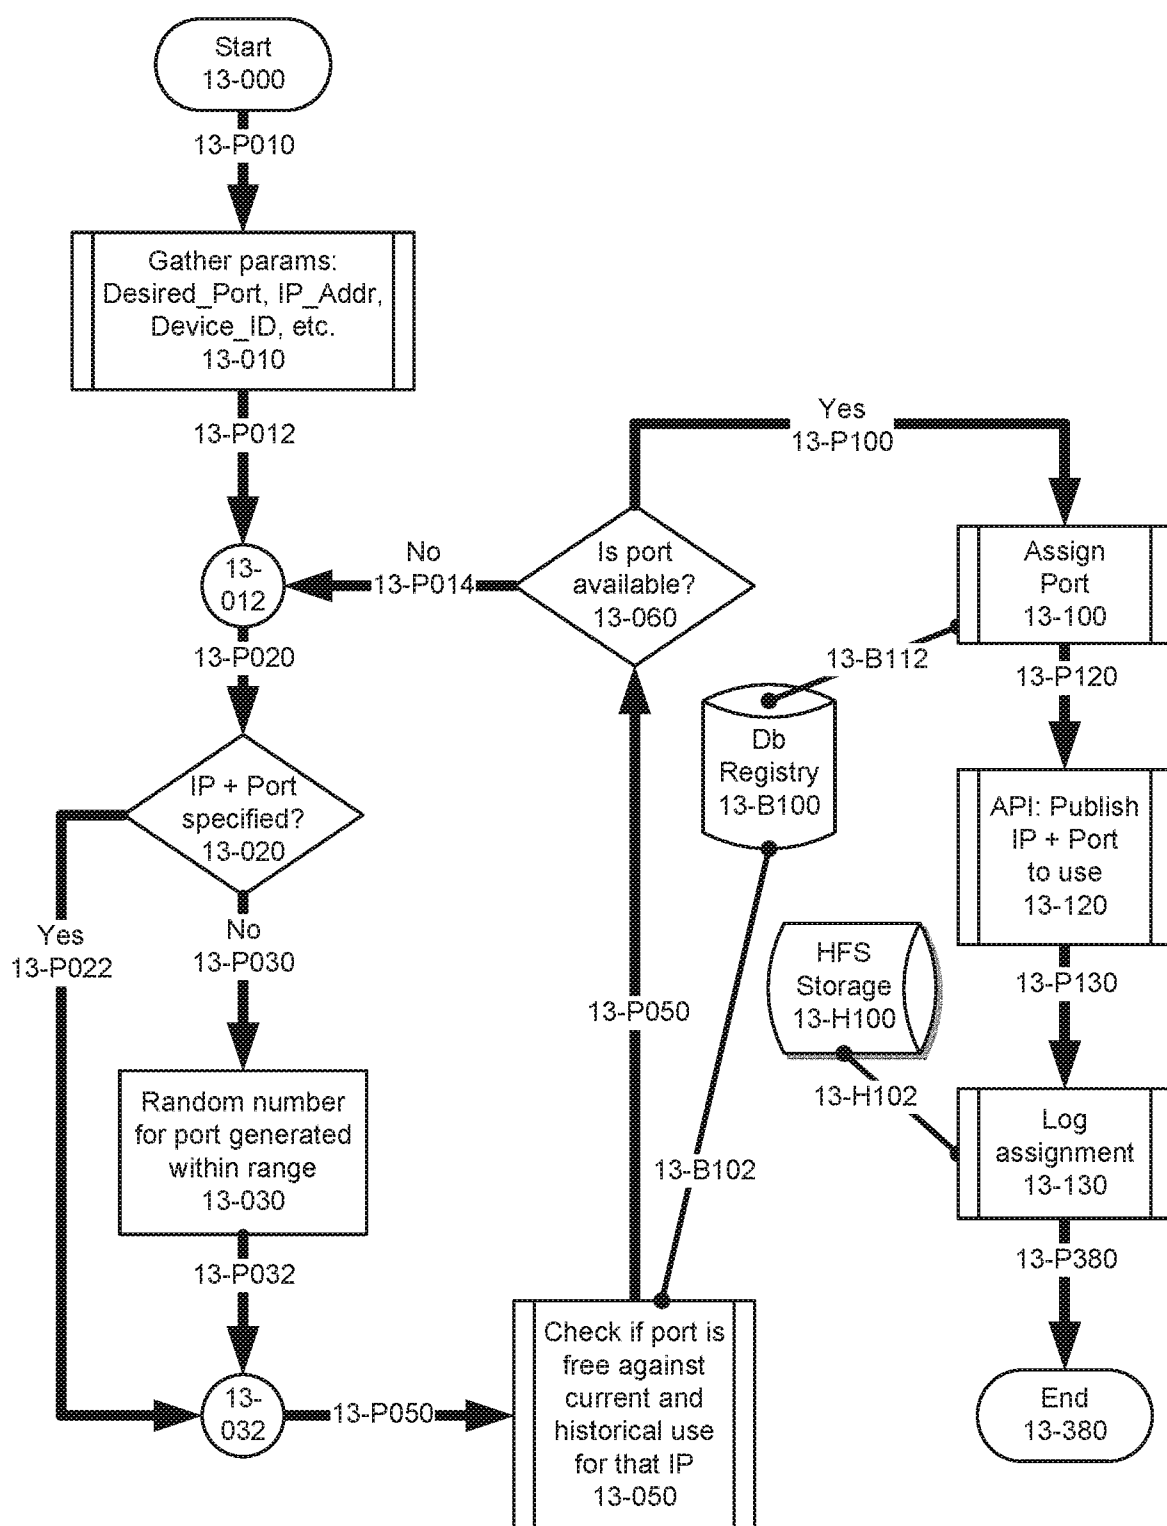 Start
13-000
13-P010
Gather params:
Desired_Port, IP_Addr,
Device_ID, etc.
13-010
13-P012
13-
012
13-P020
IP + Port
specified?
13-020
Yes
13-P022
No
13-P030
Random number
for port generated
within range
13-030
13-P032
13-
032
13-P050
Check if port is
free against
current and
historical use
for that IP
13-050
13-P050
Is port
available?
13-060
No
13-P014
Yes
13-P100
Assign
Port
13-100
13-B112
Db
Registry
13-B100
13-B102
13-P120
API: Publish
IP + Port
to use
13-120
13-P130
HFS
Storage
13-H100
13-H102
Log
assignment
13-130
13-P380
End
13-380